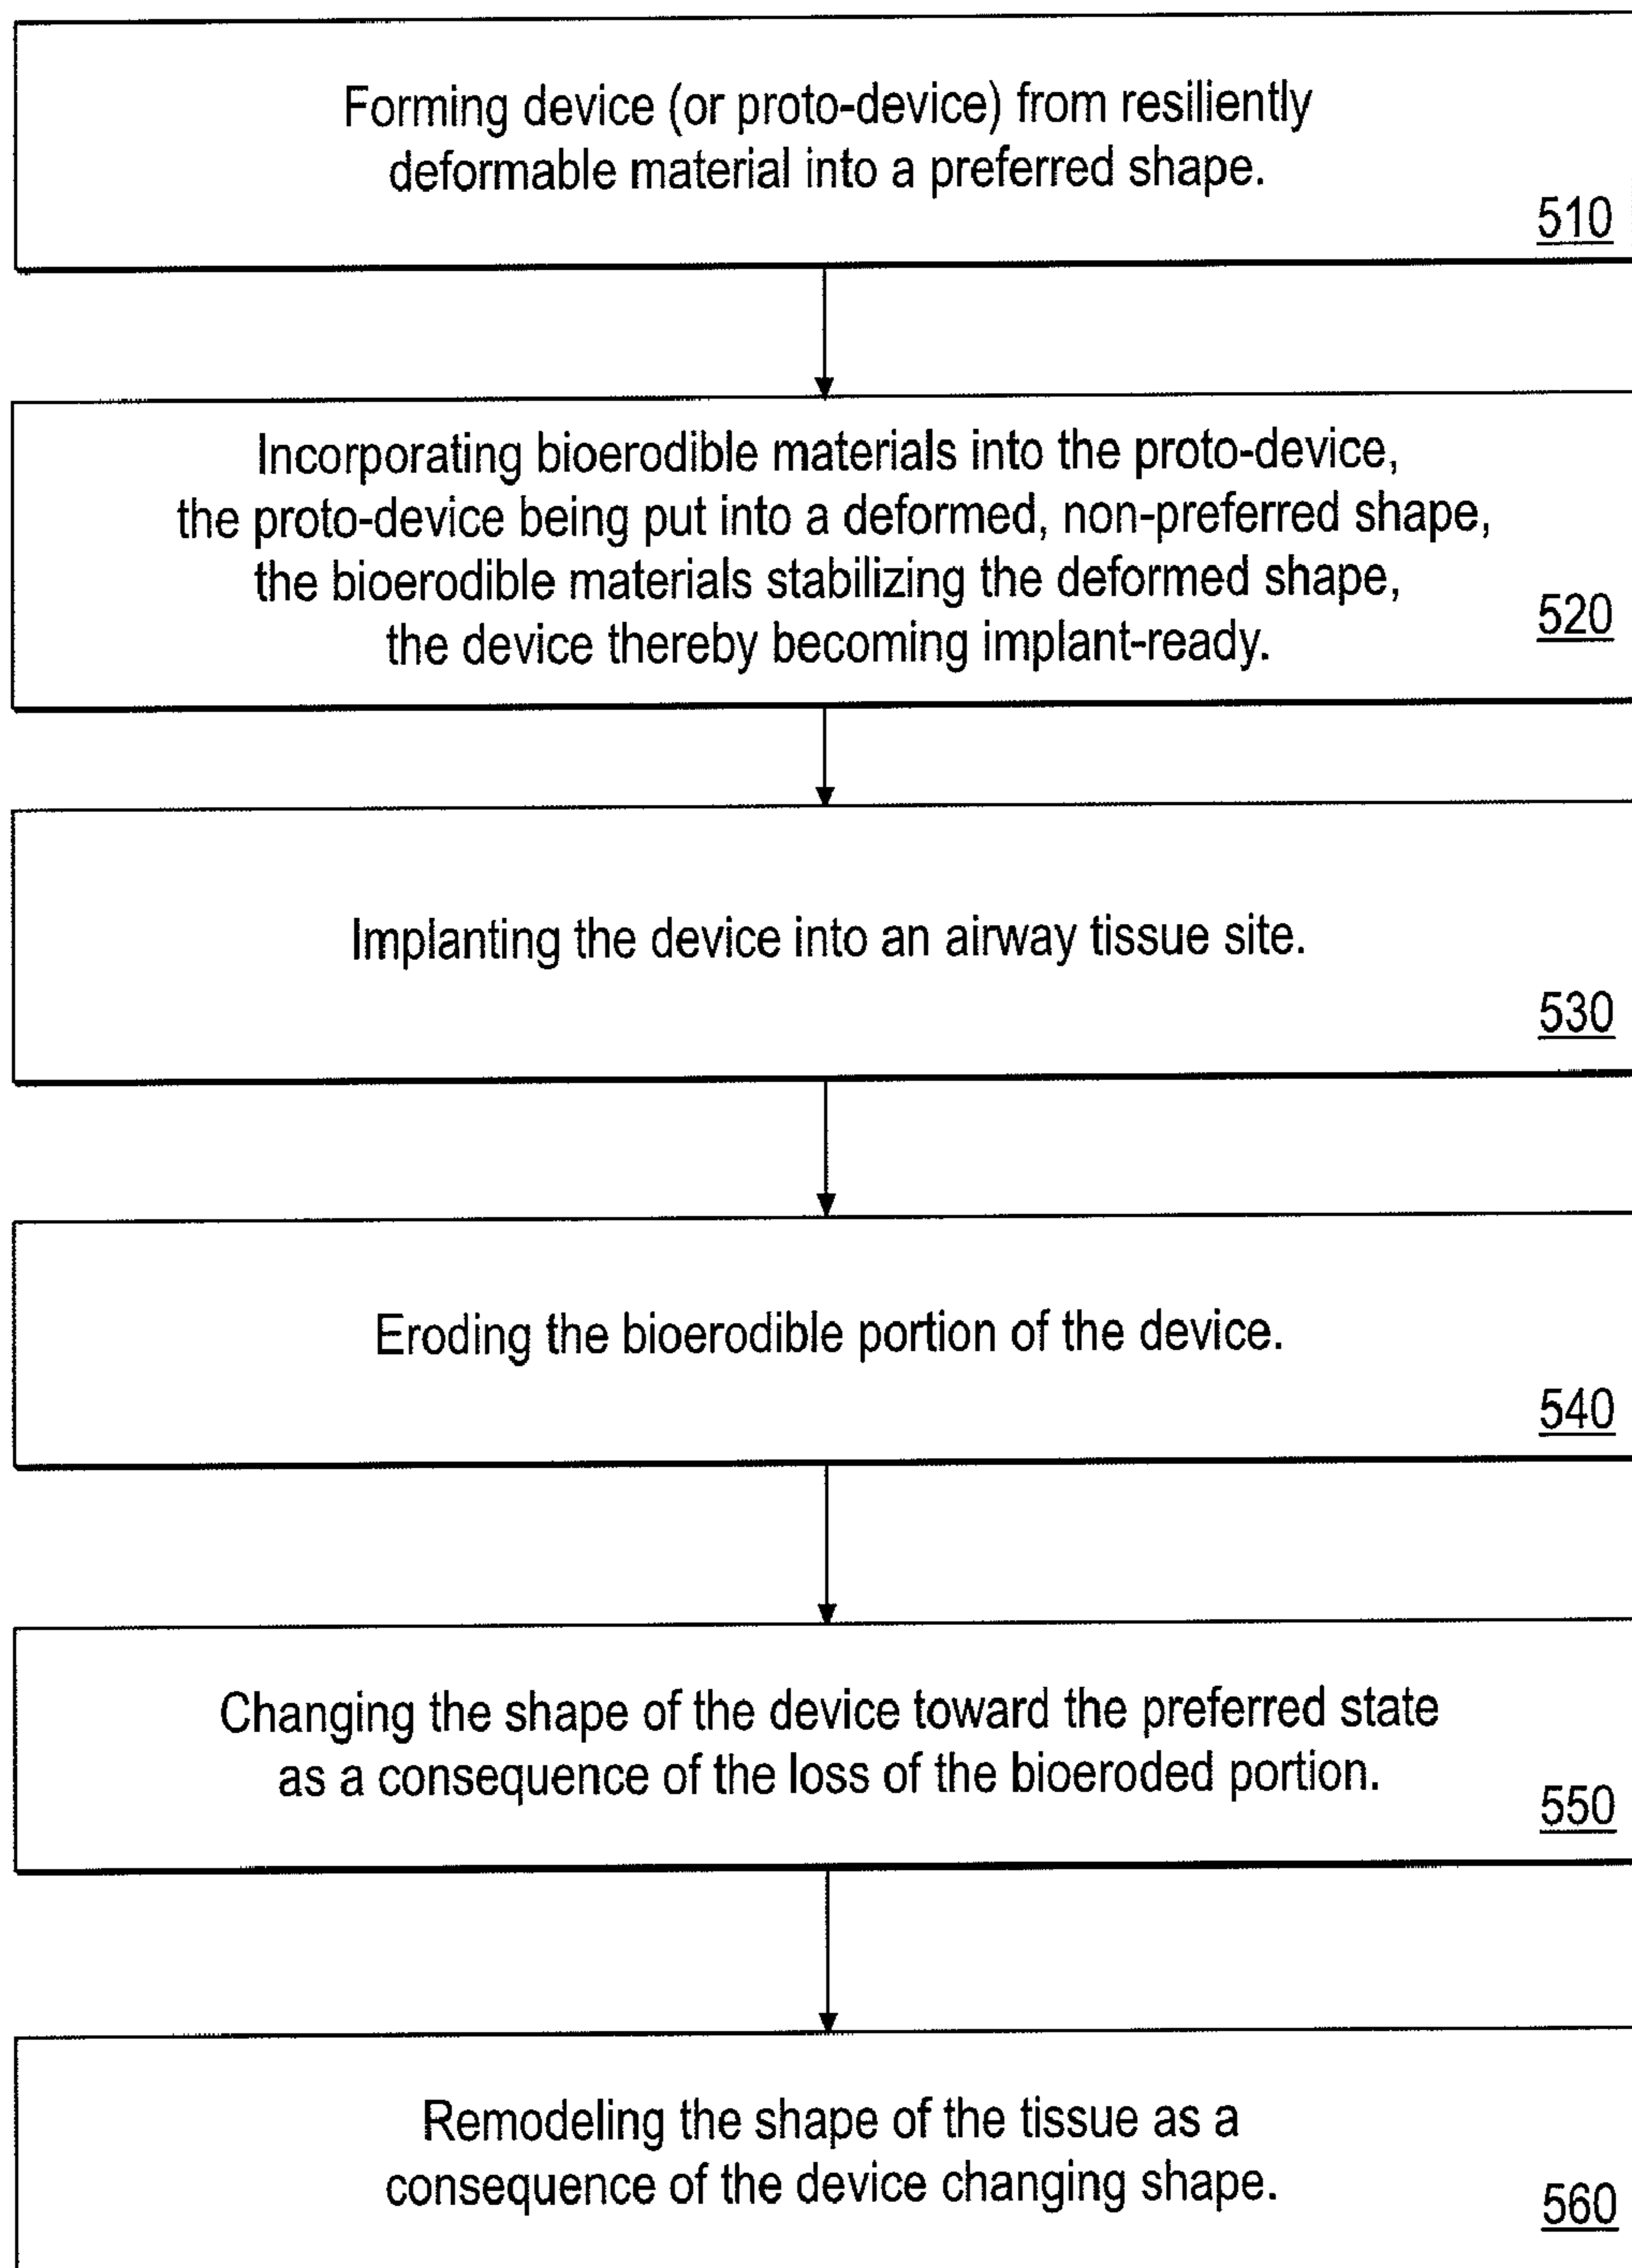 Forming device (or proto-device) from resiliently
deformable material into a preferred shape.
510
Incorporating bioerodible materials into the proto-device,
the proto-device being put into a deformed, non-preferred shape,
the bioerodible materials stabilizing the deformed shape,
520
the device thereby becoming implant-ready.
Implanting the device into an airway tissue site.
530
Eroding the bioerodible portion of the device.
540
Changing the shape of the device toward the preferred state
as a consequence of the loss of the bioeroded portion.
550
Remodeling the shape of the tissue as a
consequence of the device changing shape.
560